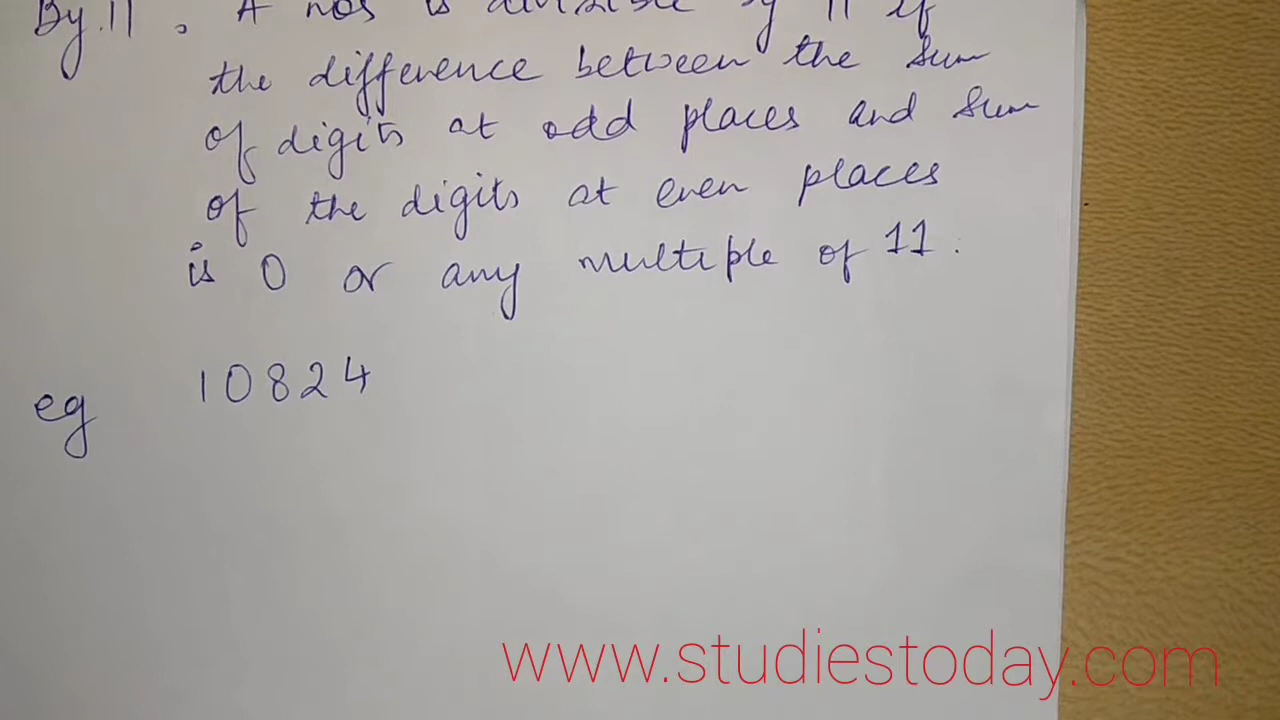 By.11. A nos is divisible by 11 if
the difference between the sum
of digits at odd places and sum
of the digits at even places
is 0 or any multiple of 11.
eg 10824
www.studiestoday.com